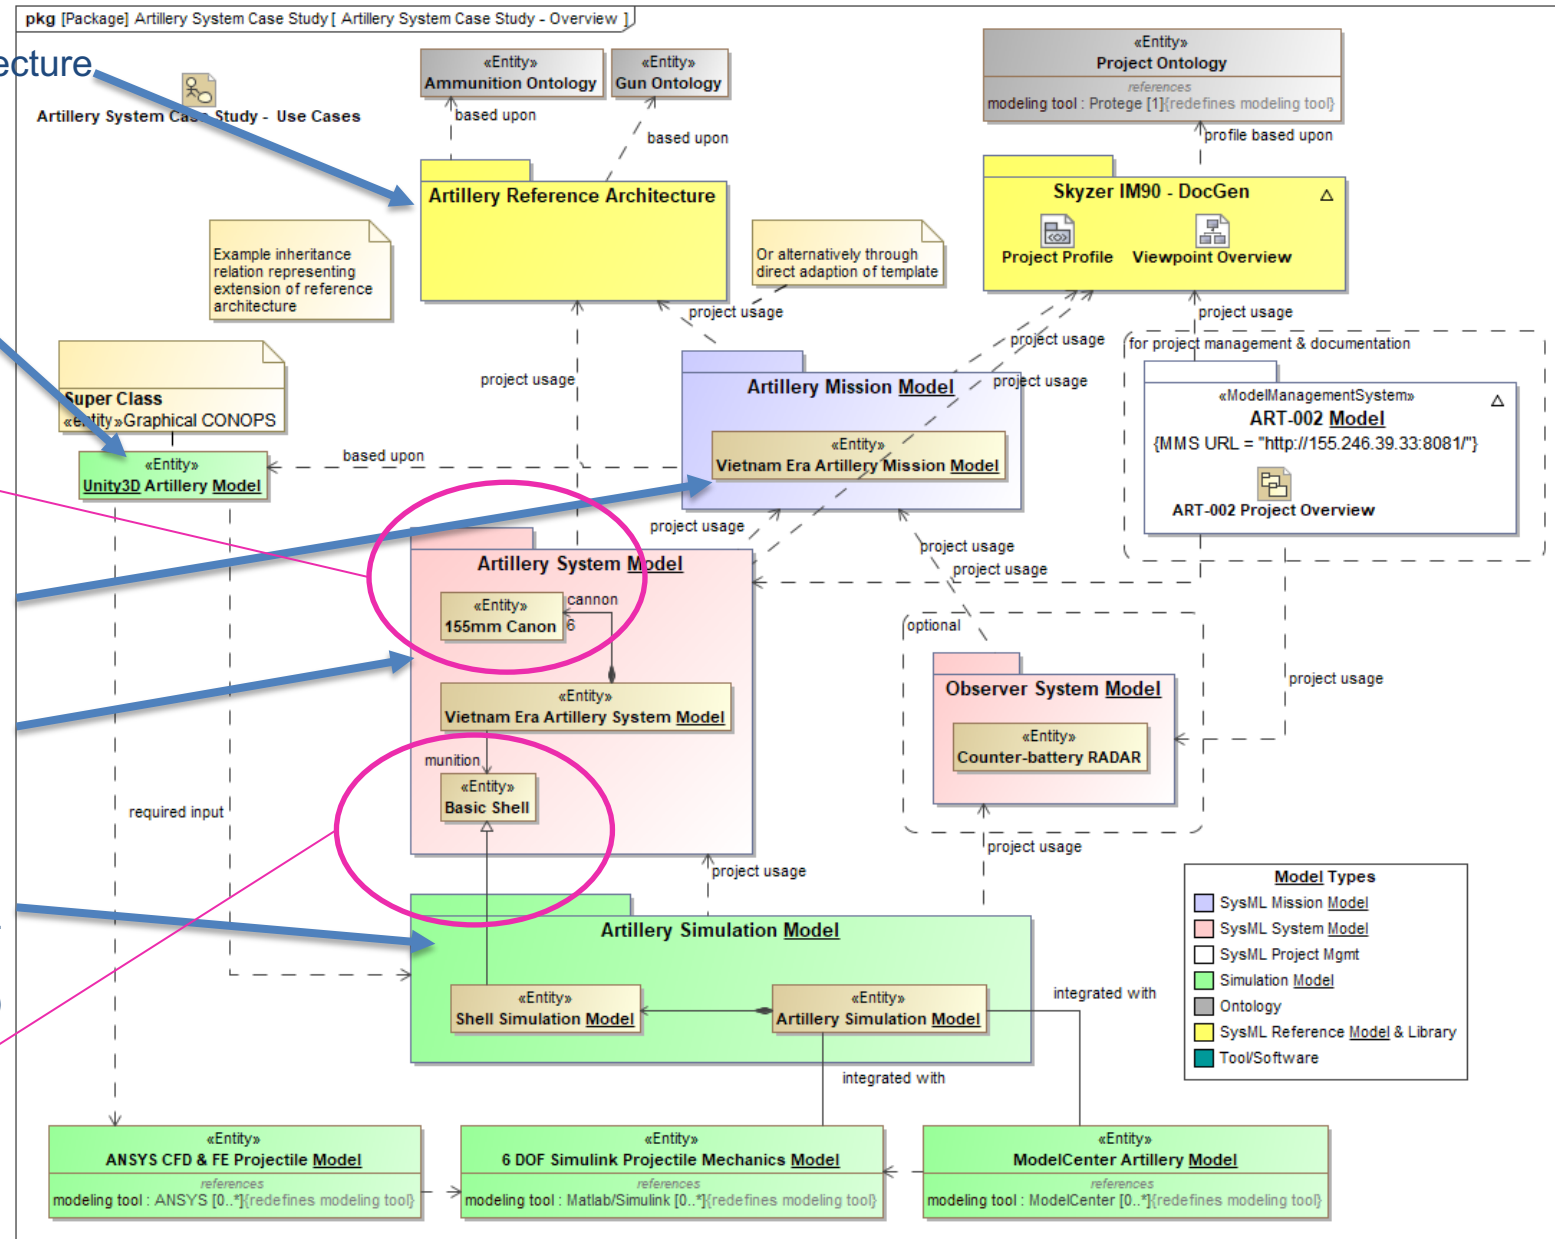 pkg [Package] Artillery System Case Study [ Artillery System Case Study - Overview ]
ecture
Artillery System Case Study - Use Cases
«Entity»
Ammunition Ontology
«Entity»
Gun Ontology
«Entity»
Project Ontology
references
modeling tool : Protege [1]{redefines modeling tool}
based upon
based upon
profile based upon
Artillery Reference Architecture
Skyzer IM90 - DocGen
Project Profile
Viewpoint Overview
Example inheritance
relation representing
extension of reference
architecture
Or alternatively through
direct adaption of template
project usage
project usage
project usage
project usage
project usage
for project management & documentation
Super Class
«entity»Graphical CONOPS
Artillery Mission Model
«Entity»
Vietnam Era Artillery Mission Model
«ModelManagementSystem»
ART-002 Model
{MMS URL = "http://155.246.39.33:8081/"}
ART-002 Project Overview
«Entity»
Unity3D Artillery Model
based upon
project usage
project usage
project usage
Artillery System Model
«Entity»
155mm Canon
cannon
6
«Entity»
Vietnam Era Artillery System Model
munition
«Entity»
Basic Shell
optional
Observer System Model
«Entity»
Counter-battery RADAR
project usage
required input
project usage
project usage
Artillery Simulation Model
«Entity»
Shell Simulation Model
«Entity»
Artillery Simulation Model
integrated with
integrated with
Model Types
SysML Mission Model
SysML System Model
SysML Project Mgmt
Simulation Model
Ontology
SysML Reference Model & Library
Tool/Software
«Entity»
ANSYS CFD & FE Projectile Model
references
modeling tool : ANSYS [0..*]{redefines modeling tool}
«Entity»
6 DOF Simulink Projectile Mechanics Model
references
modeling tool : Matlab/Simulink [0..*]{redefines modeling tool}
«Entity»
ModelCenter Artillery Model
references
modeling tool : ModelCenter [0..*]{redefines modeling tool}